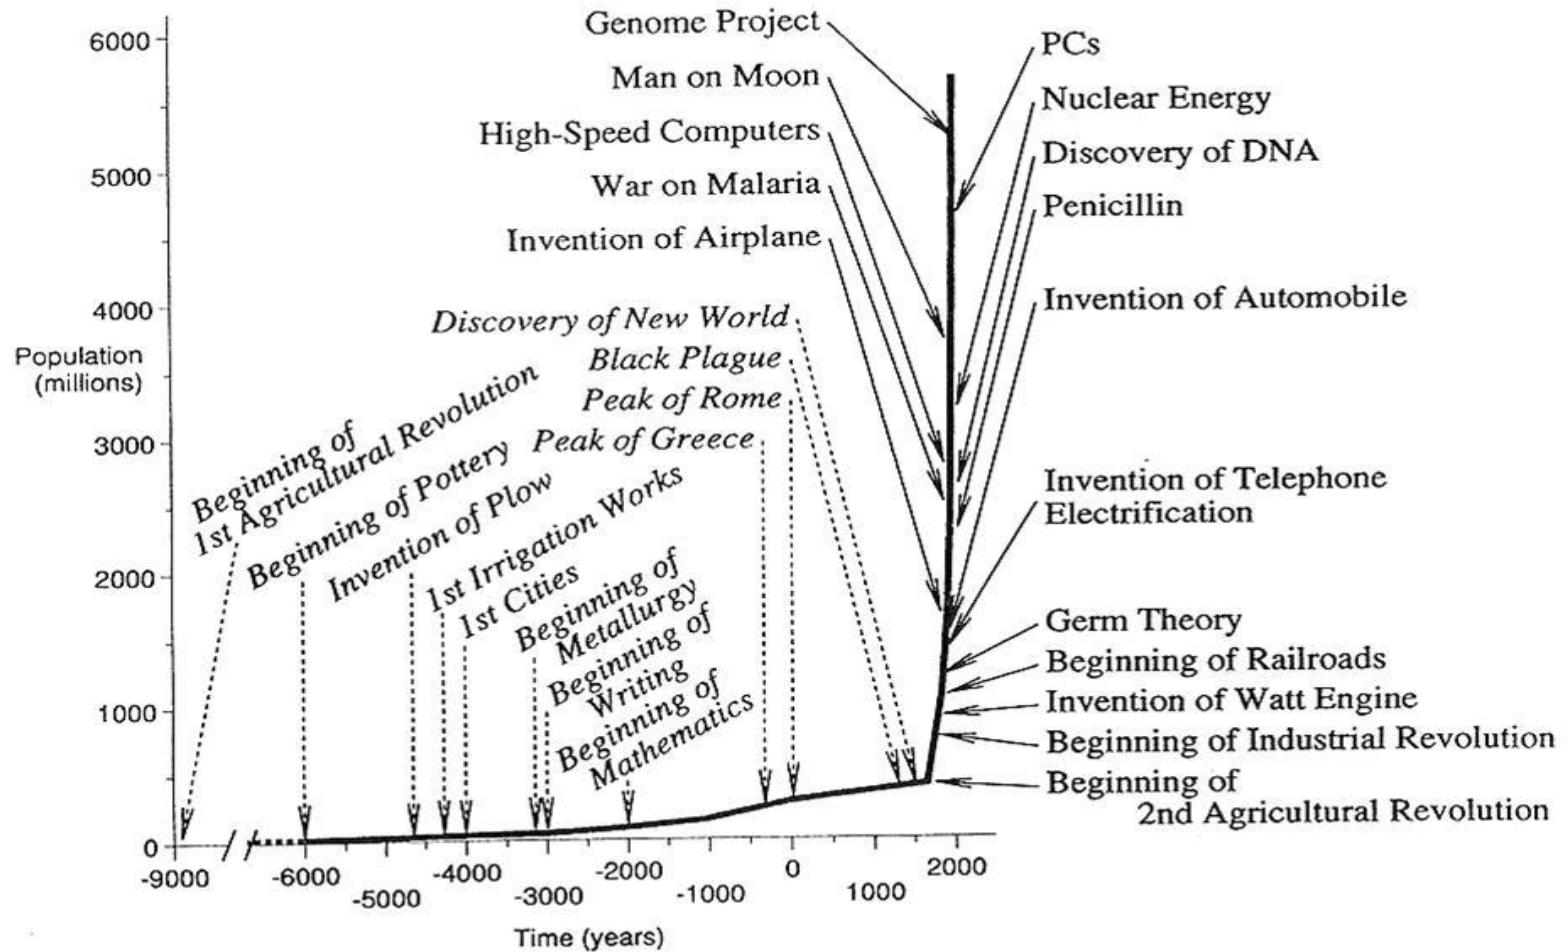 6000
5000
4000
3000
2000
1000
0
Population
(millions)
Genome Project
Man on Moon
High-Speed Computers
War on Malaria
Invention of Airplane
Discovery of New World
Black Plague
Peak of Rome
Peak of Greece
Beginning of
1st Agricultural Revolution
Beginning of Pottery
Invention of Plow
1st Irrigation Works
1st Cities
Beginning of
Metallurgy
Beginning of
Writing
Beginning of
Mathematics
PCs
Nuclear Energy
Discovery of DNA
Penicillin
Invention of Automobile
Invention of Telephone
Electrification
Germ Theory
Beginning of Railroads
Invention of Watt Engine
Beginning of Industrial Revolution
Beginning of
2nd Agricultural Revolution
-9000
-6000
-5000
-4000
-3000
-2000
-1000
0
1000
2000
Time (years)